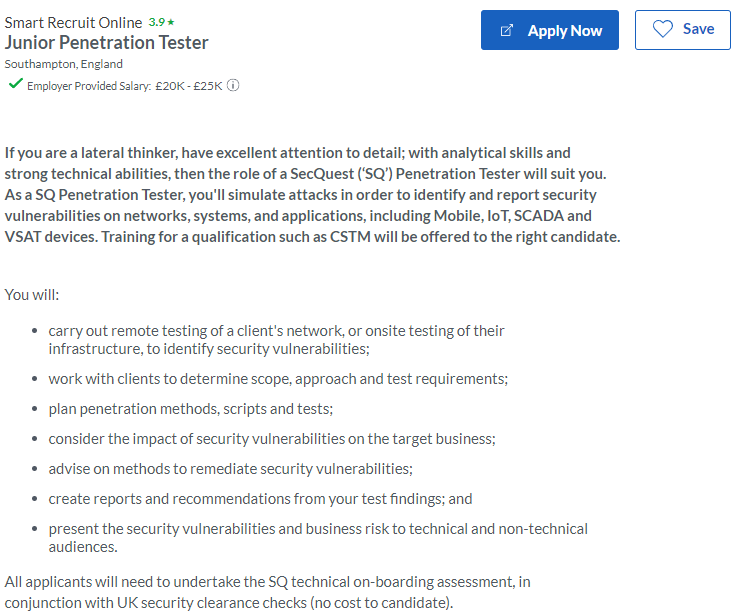 Smart Recruit Online 3.9 ★
Junior Penetration Tester
Southampton, England
Employer Provided Salary: £20K - £25K
Apply Now
Save
If you are a lateral thinker, have excellent attention to detail; with analytical skills and
strong technical abilities, then the role of a SecQuest (‘SQ’) Penetration Tester will suit you.
As a SQ Penetration Tester, you'll simulate attacks in order to identify and report security
vulnerabilities on networks, systems, and applications, including Mobile, IoT, SCADA and
VSAT devices. Training for a qualification such as CSTM will be offered to the right candidate.
You will:
• carry out remote testing of a client's network, or onsite testing of their
infrastructure, to identify security vulnerabilities;
• work with clients to determine scope, approach and test requirements;
• plan penetration methods, scripts and tests;
• consider the impact of security vulnerabilities on the target business;
• advise on methods to remediate security vulnerabilities;
• create reports and recommendations from your test findings; and
• present the security vulnerabilities and business risk to technical and non-technical
audiences.
All applicants will need to undertake the SQ technical on-boarding assessment, in
conjunction with UK security clearance checks (no cost to candidate).